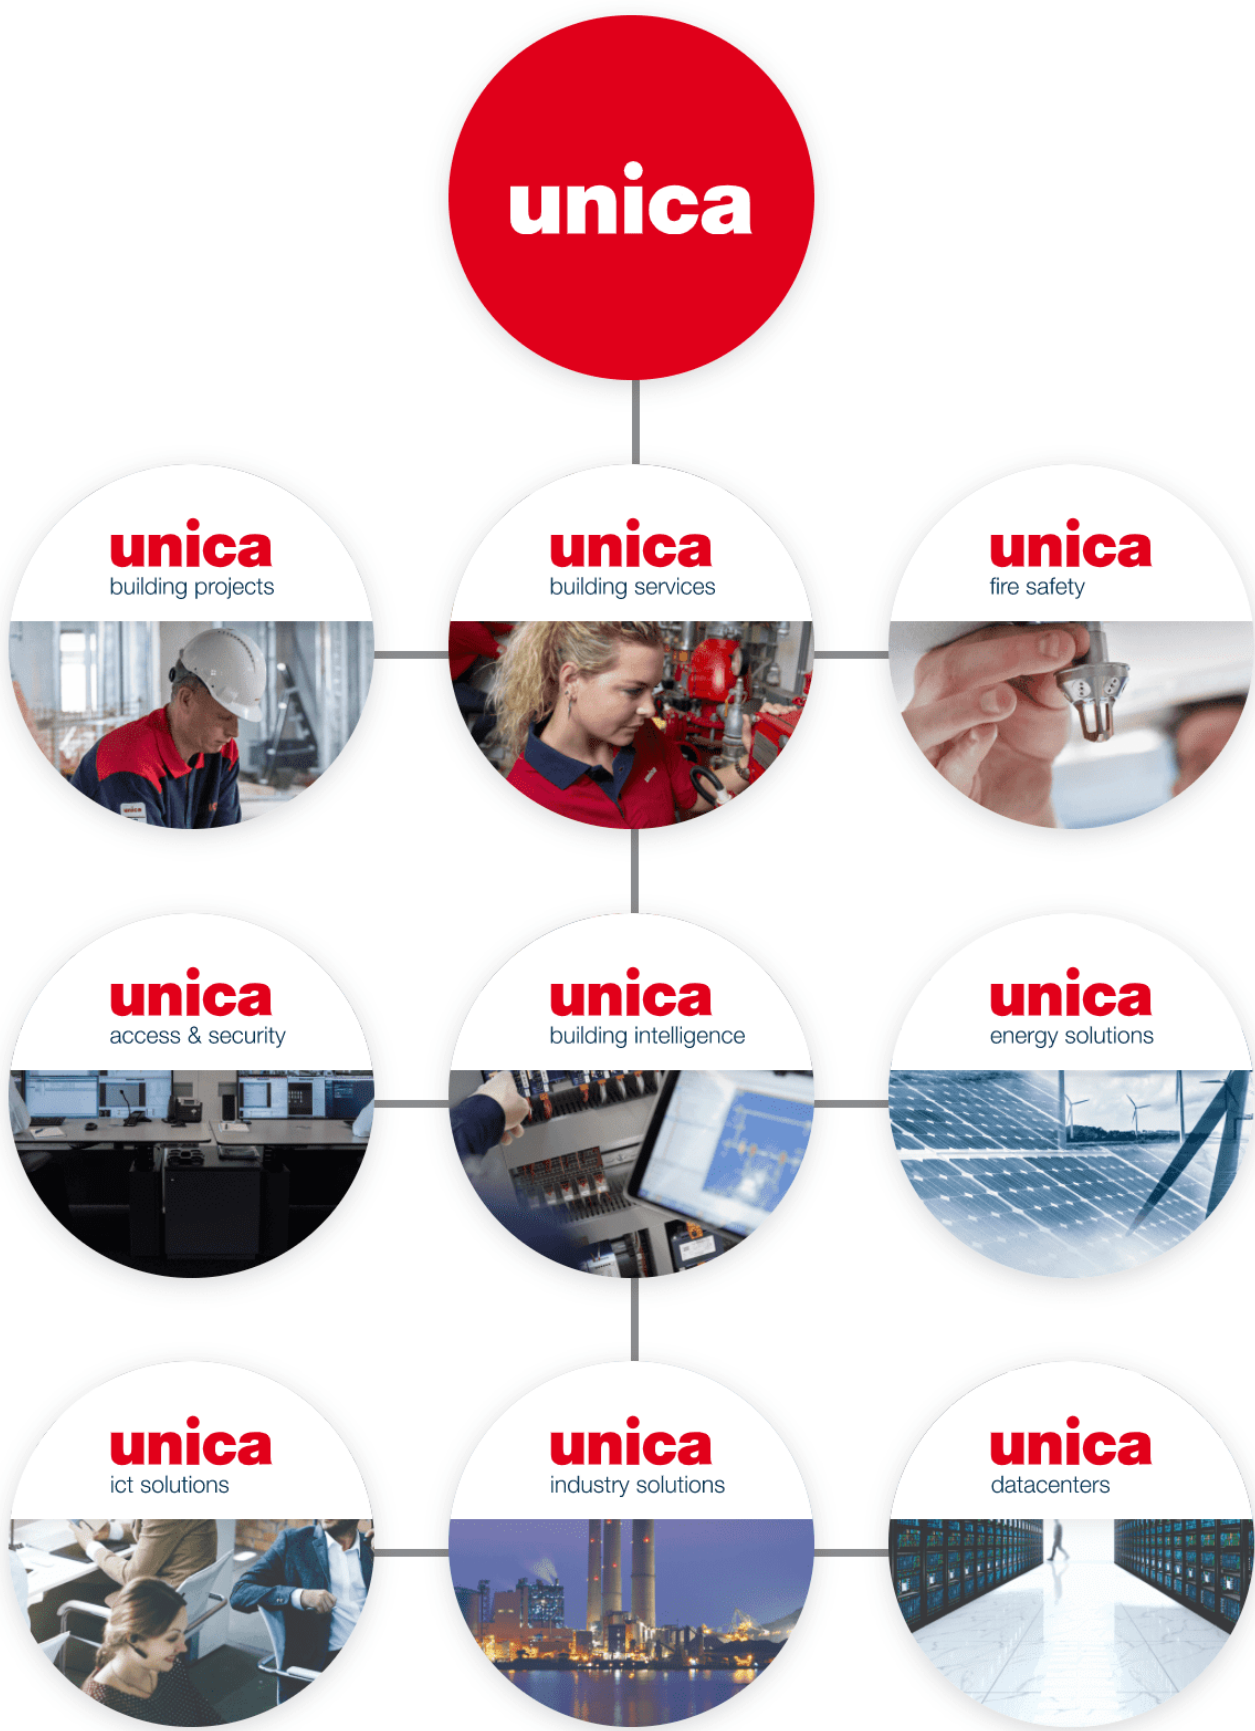 unica
unica
building projects
unica
building services
unica
fire safety
unica
access & security
unica
building intelligence
unica
energy solutions
unica
ict solutions
unica
industry solutions
unica
datacenters